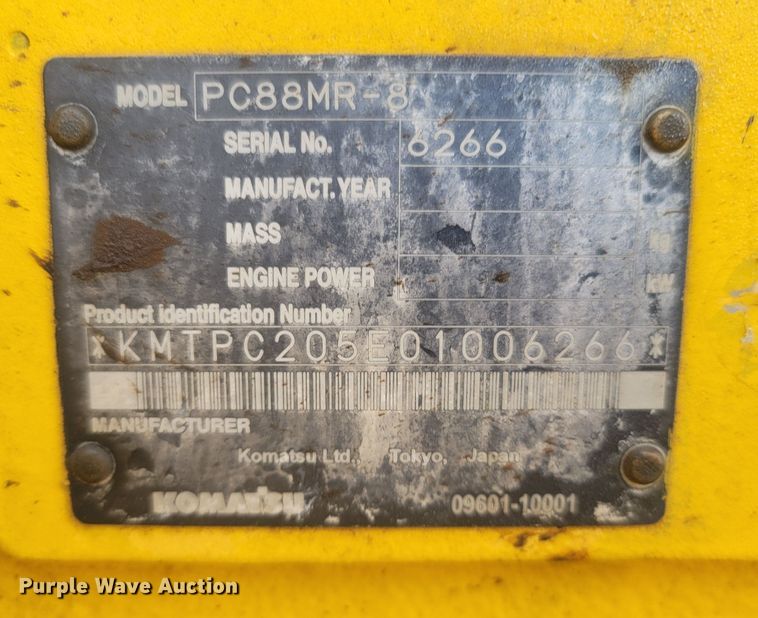 MODEL PC88MR-8
SERIAL No. 6266
MANUFACT. YEAR
MASS kg
ENGINE POWER kW
Product Identification Number
*KMTPC205E01006266*
MANUFACTURER
Komatsu Ltd., Tokyo, Japan
KOMATSU 09601-10001
Purple Wave Auction